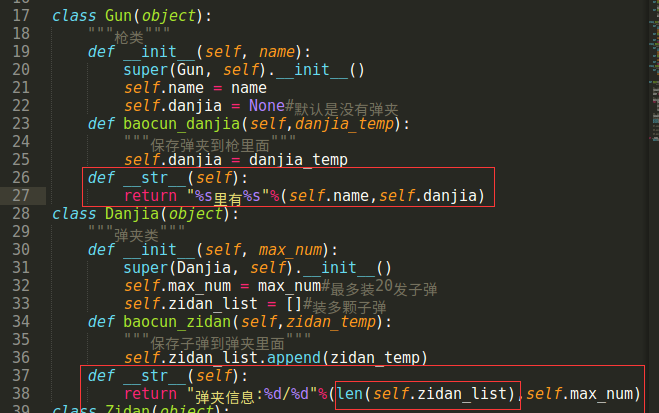 17 class Gun(object):
18     """枪类"""
19     def __init__(self, name):
20         super(Gun, self).__init__()
21         self.name = name
22         self.danjia = None#默认是没有弹夹
23     def baocun_danjia(self,danjia_temp):
24         """保存弹夹到枪里面"""
25         self.danjia = danjia_temp
26     def __str__(self):
27         return "%s里有%s"%(self.name,self.danjia)
28 class Danjia(object):
29     """弹夹类"""
30     def __init__(self, max_num):
31         super(Danjia, self).__init__()
32         self.max_num = max_num#最多装20发子弹
33         self.zidan_list = []#装多颗子弹
34     def baocun_zidan(self,zidan_temp):
35         """保存子弹到弹夹里面"""
36         self.zidan_list.append(zidan_temp)
37     def __str__(self):
38         return "弹夹信息:%d/%d"%(len(self.zidan_list),self.max_num)
39 class Zidan(object):